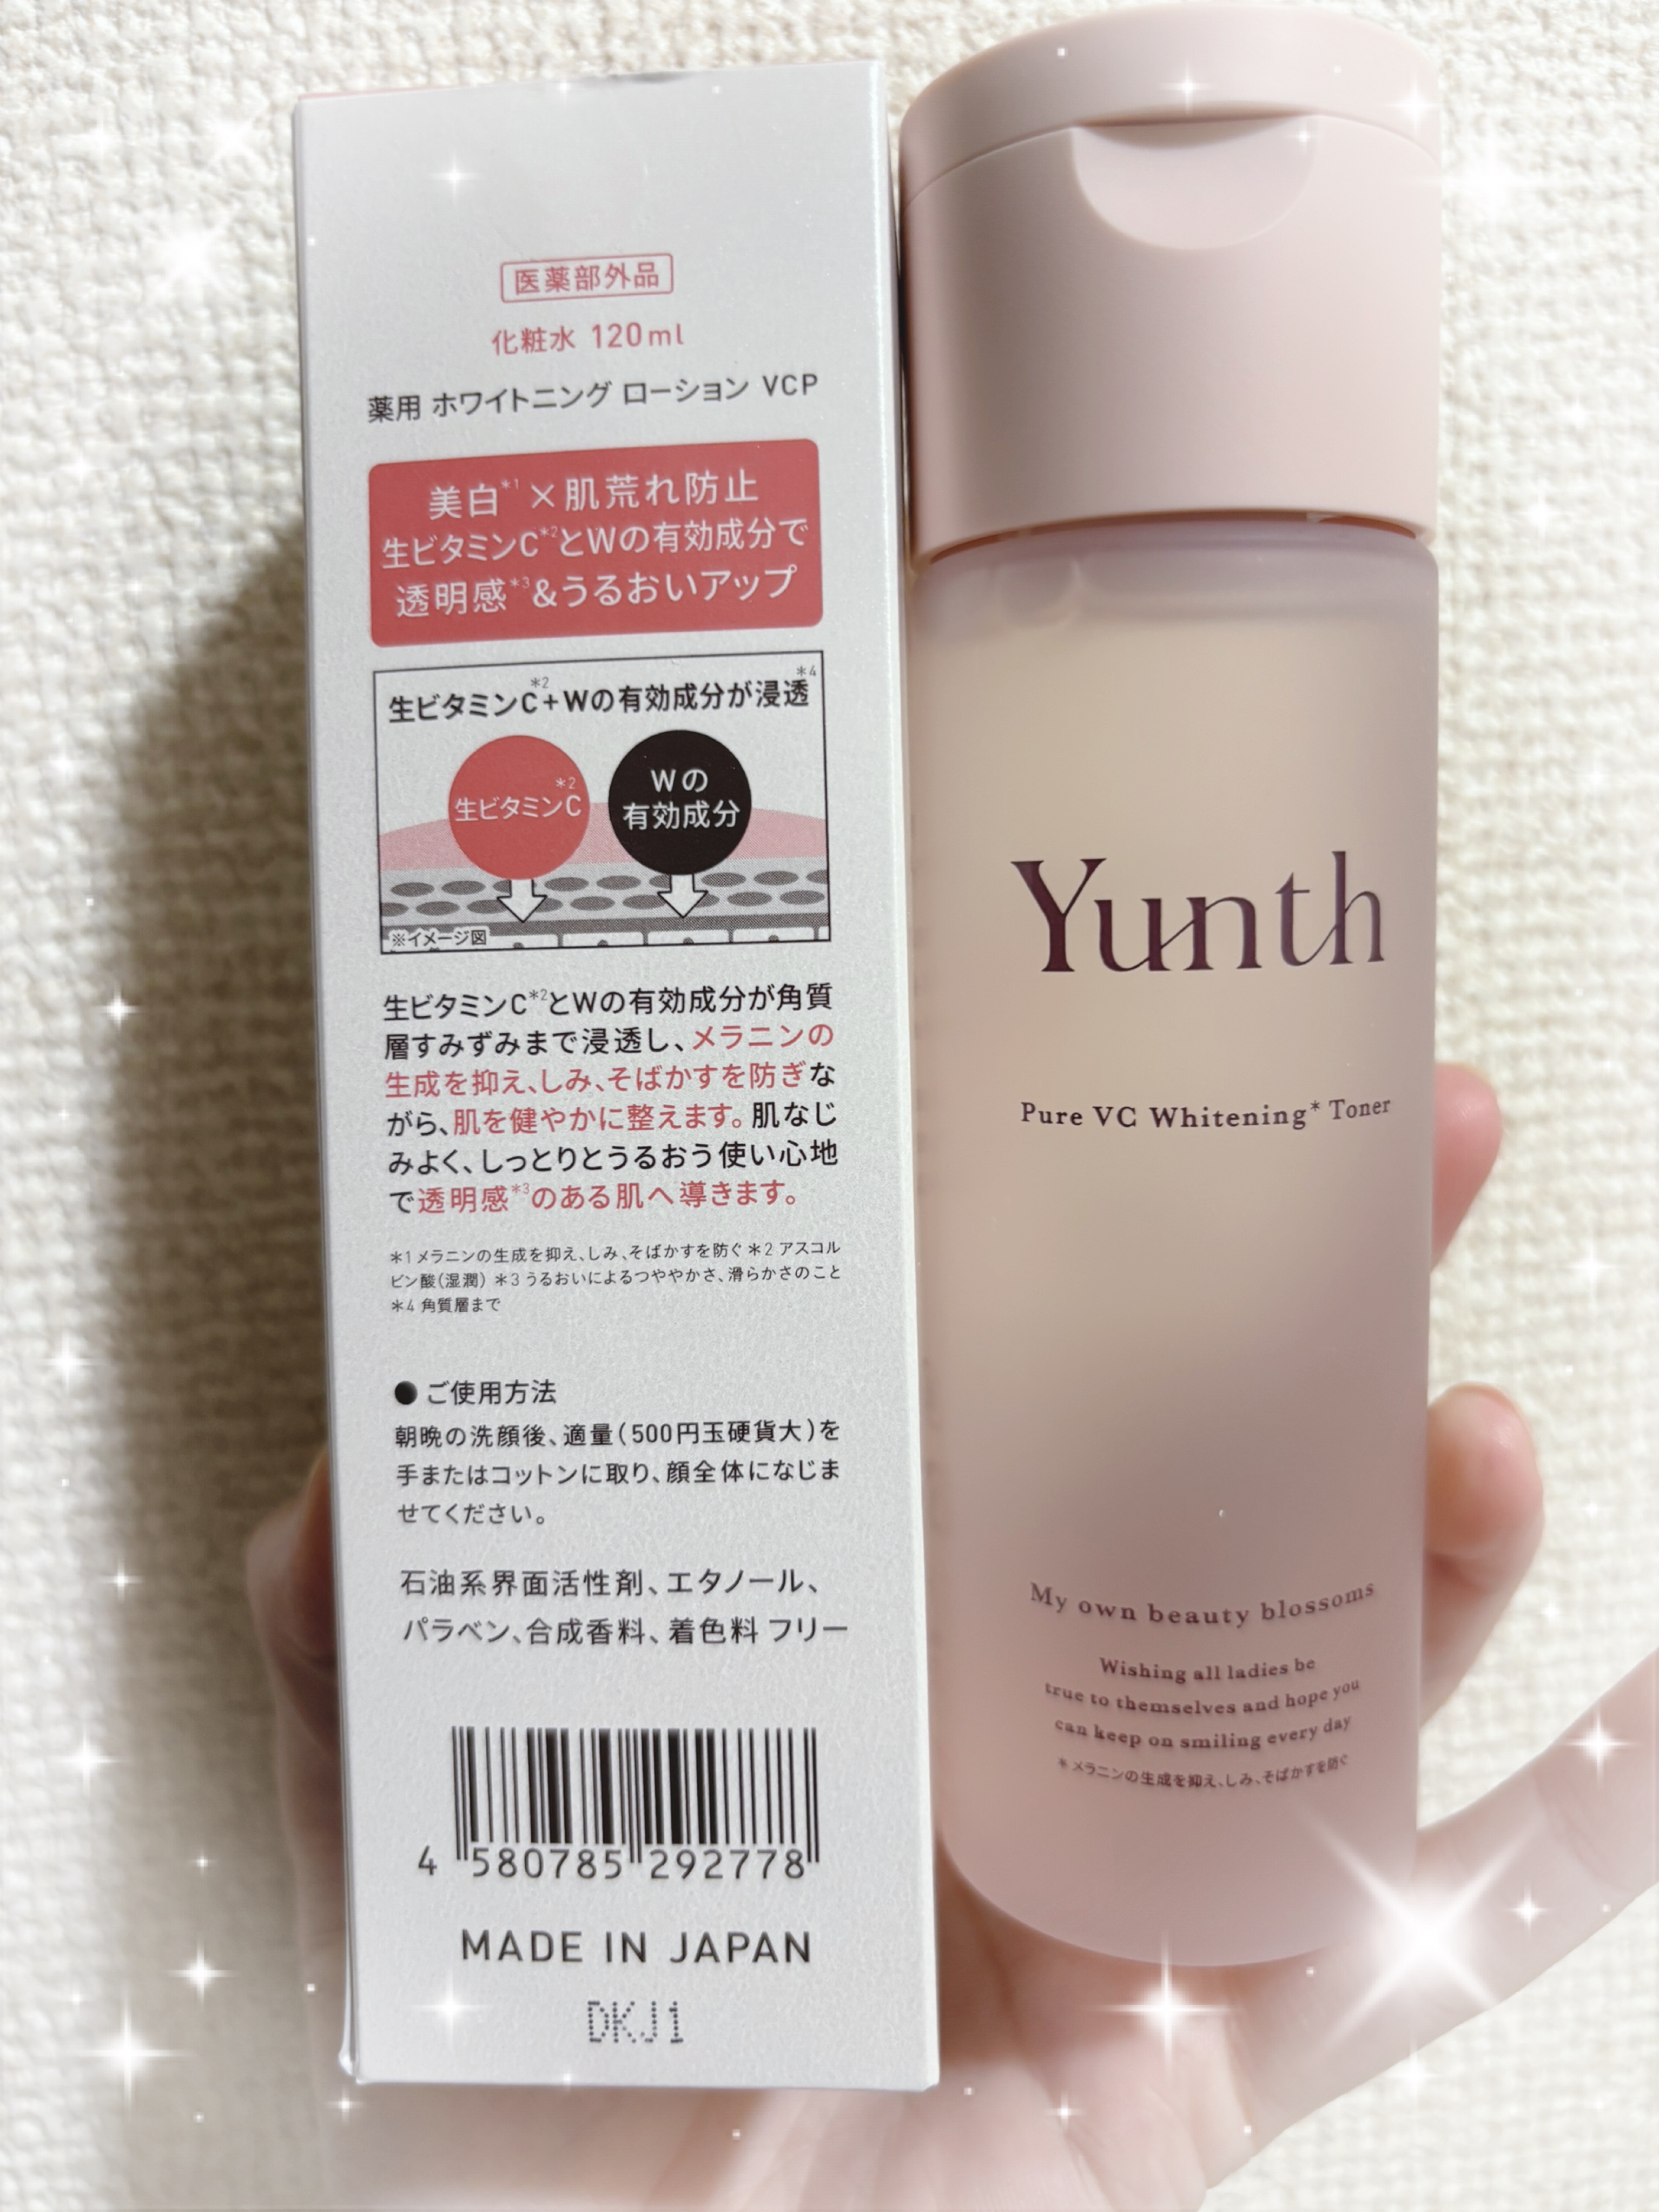 医薬部外品
化粧水 120ml
薬用 ホワイトニング ローション VCP
美白*1×肌荒れ防止
生ビタミンC*2とWの有効成分で
透明感*3&うるおいアップ
生ビタミンC*2+Wの有効成分が浸透*4
生ビタミンC*2
Wの
有効成分
※イメージ図
生ビタミンC*2とWの有効成分が角質
層すみずみまで浸透し、メラニンの
生成を抑え、しみ、そばかすを防ぎな
がら、肌を健やかに整えます。肌なじ
みよく、しっとりとうるおう使い心地
で透明感*3のある肌へ導きます。
*1 メラニンの生成を抑え、しみ、そばかすを防ぐ *2 アスコル
ビン酸(湿潤) *3 うるおいによるつややかさ、滑らかさのこと
*4 角質層まで
●ご使用方法
朝晩の洗顔後、適量(500円玉硬貨大)を
手またはコットンに取り、顔全体になじま
せてください。
石油系界面活性剤、エタノール、
パラベン、合成香料、着色料 フリー
4 580785 292778
MADE IN JAPAN
DKJ1
Yunth
Pure VC Whitening* Toner
My own beauty blossoms
Wishing all ladies be
true to themselves and hope you
can keep on smiling every day
*メラニンの生成を抑え、しみ、そばかすを防ぐ